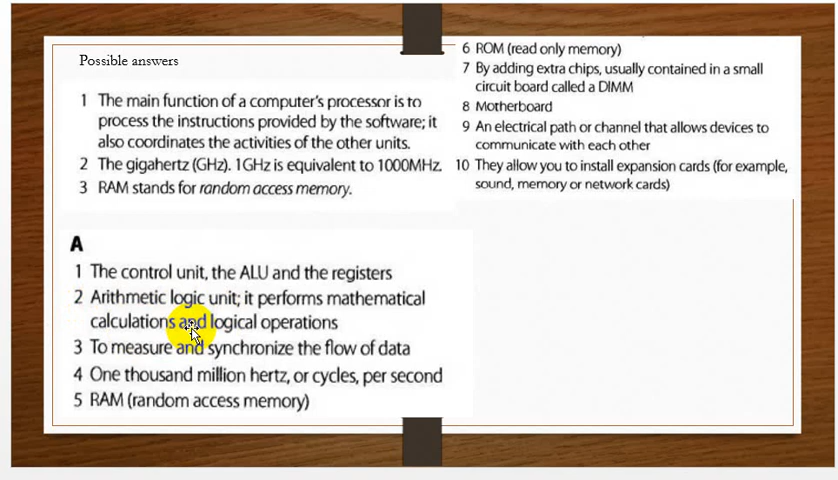 Possible answers
1 The main function of a computer's processor is to
process the instructions provided by the software; it
also coordinates the activities of the other units.
2 The gigahertz (GHz). 1GHz is equivalent to 1000MHz.
3 RAM stands for random access memory.
A
1 The control unit, the ALU and the registers
2 Arithmetic logic unit; it performs mathematical
calculations and logical operations
3 To measure and synchronize the flow of data
4 One thousand million hertz, or cycles, per second
5 RAM (random access memory)
6 ROM (read only memory)
7 By adding extra chips, usually contained in a small
circuit board called a DIMM
8 Motherboard
9 An electrical path or channel that allows devices to
communicate with each other
10 They allow you to install expansion cards (for example,
sound, memory or network cards)